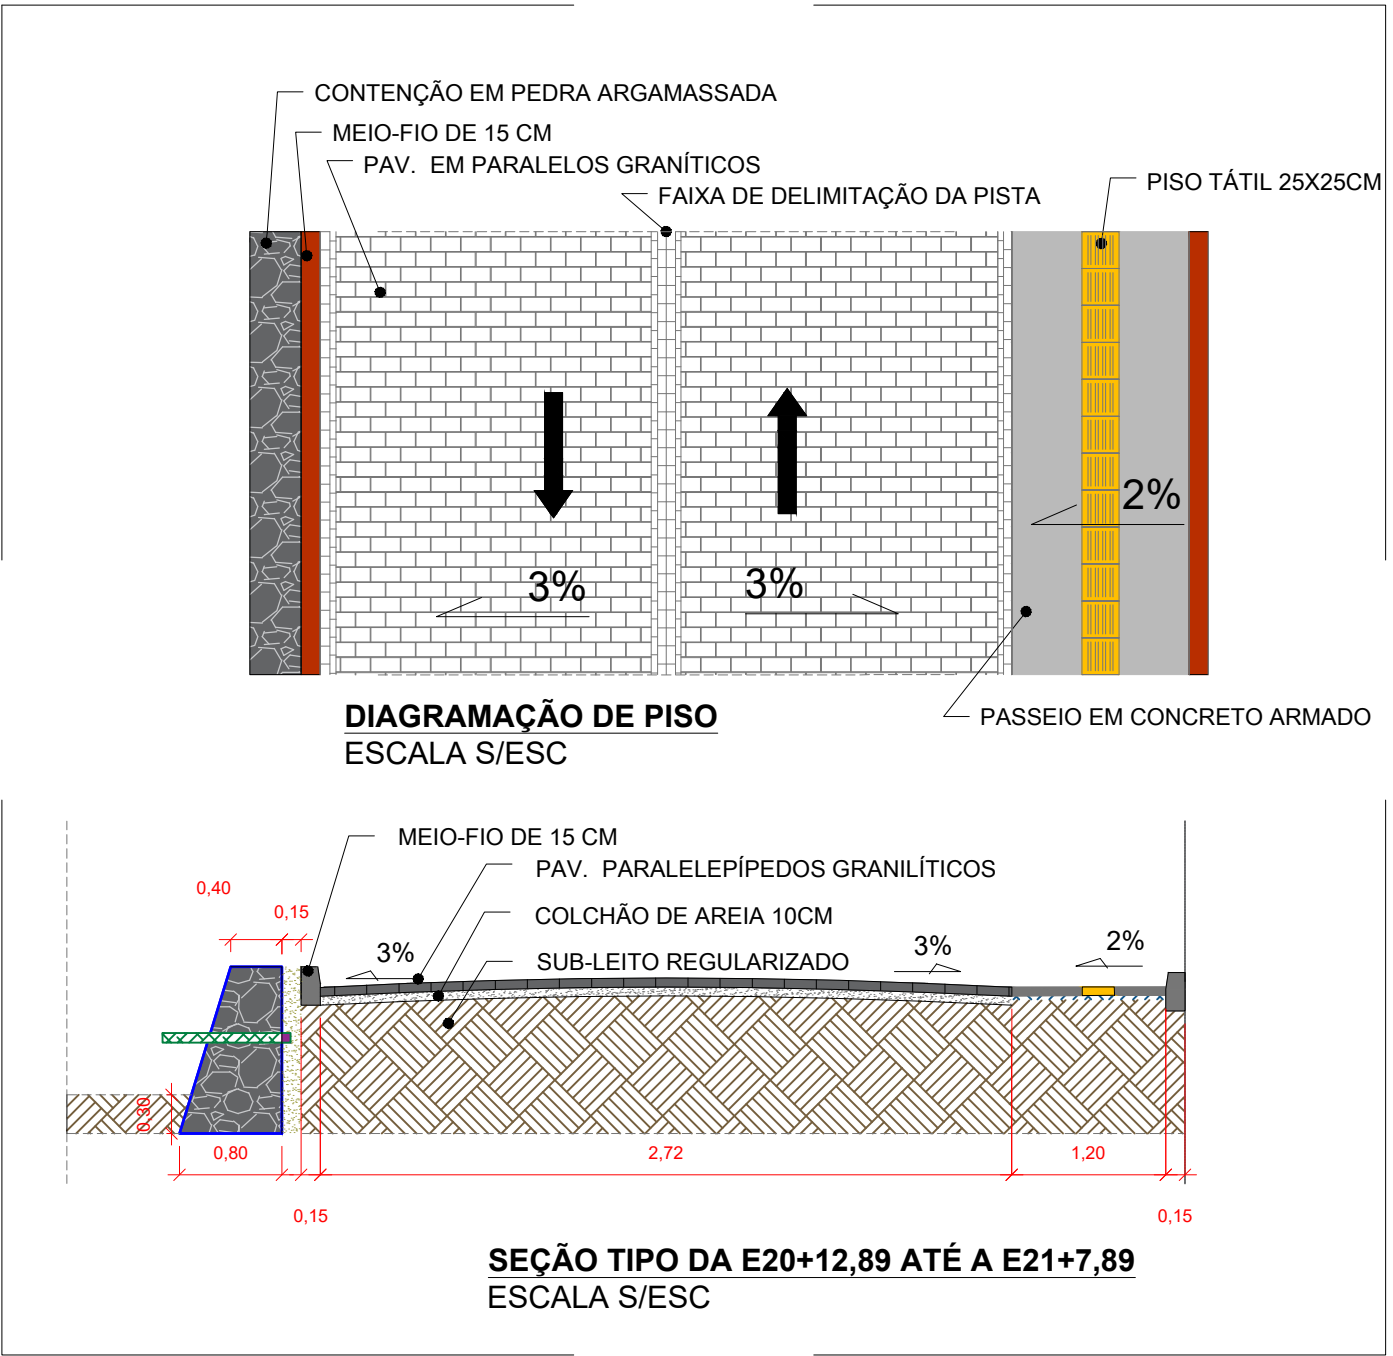 CONTENÇÃO EM PEDRA ARGAMASSADA
MEIO-FIO DE 15 CM
PAV.  EM PARALELOS GRANÍTICOS
FAIXA DE DELIMITAÇÃO DA PISTA
PISO TÁTIL 25X25CM
2%
3%
3%
PASSEIO EM CONCRETO ARMADO
DIAGRAMAÇÃO DE PISO
ESCALA S/ESC
MEIO-FIO DE 15 CM
PAV.  PARALELEPÍPEDOS GRANILÍTICOS
COLCHÃO DE AREIA 10CM
SUB-LEITO REGULARIZADO
0,40
0,15
3%
3%
2%
0,30
0,80
2,72
1,20
0,15
0,15
SEÇÃO TIPO DA E20+12,89 ATÉ A E21+7,89
ESCALA S/ESC